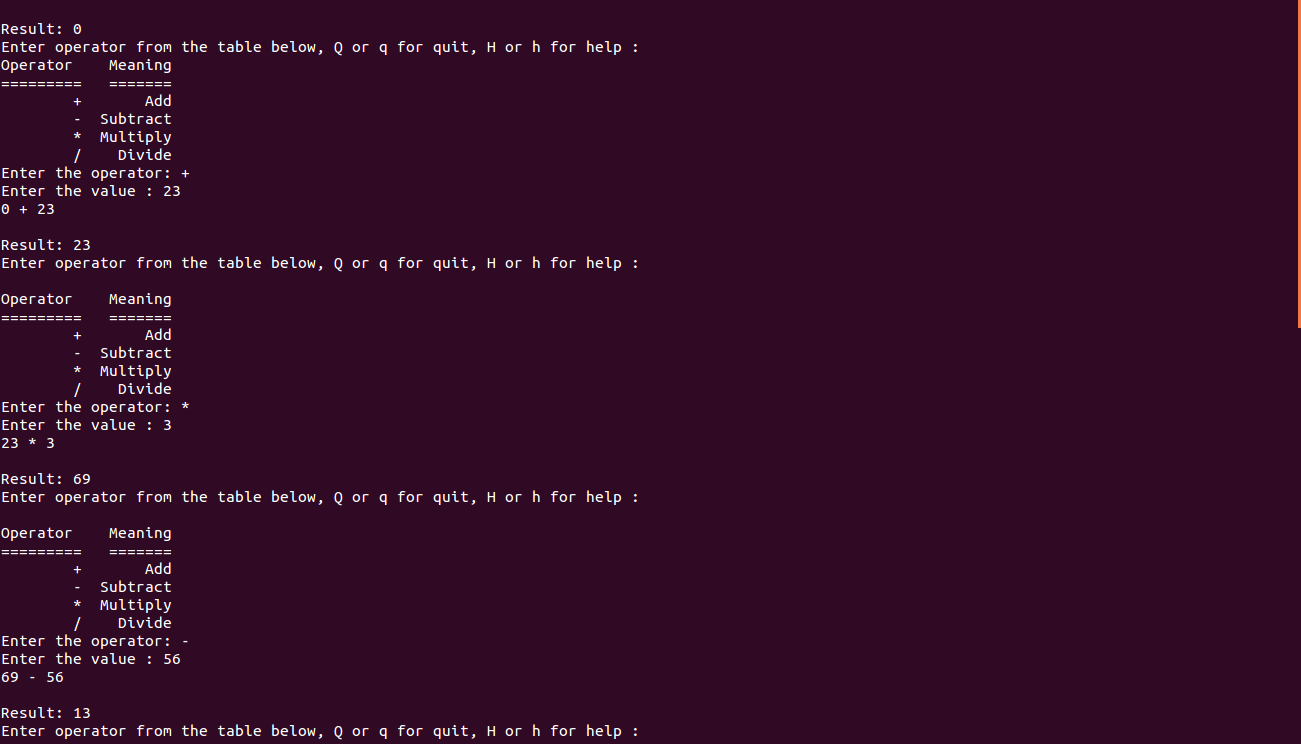 Result: 0
Enter operator from the table below, Q or q for quit, H or h for help :
Operator    Meaning
=========   =======
        +       Add
        -  Subtract
        *  Multiply
        /    Divide
Enter the operator: +
Enter the value : 23
0 + 23

Result: 23
Enter operator from the table below, Q or q for quit, H or h for help :

Operator    Meaning
=========   =======
        +       Add
        -  Subtract
        *  Multiply
        /    Divide
Enter the operator: *
Enter the value : 3
23 * 3

Result: 69
Enter operator from the table below, Q or q for quit, H or h for help :

Operator    Meaning
=========   =======
        +       Add
        -  Subtract
        *  Multiply
        /    Divide
Enter the operator: -
Enter the value : 56
69 - 56

Result: 13
Enter operator from the table below, Q or q for quit, H or h for help :